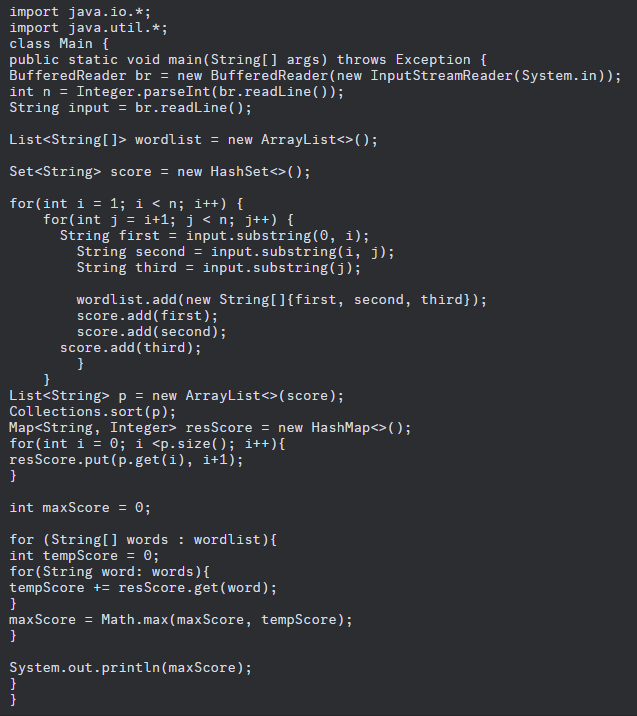 import java.io.*;
import java.util.*;
class Main {
public static void main(String[] args) throws Exception {
BufferedReader br = new BufferedReader(new InputStreamReader(System.in));
int n = Integer.parseInt(br.readLine());
String input = br.readLine();

List<String[]> wordlist = new ArrayList<>();

Set<String> score = new HashSet<>();

for(int i = 1; i < n; i++) {
    for(int j = i+1; j < n; j++) {
      String first = input.substring(0, i);
        String second = input.substring(i, j);
        String third = input.substring(j);

        wordlist.add(new String[]{first, second, third});
        score.add(first);
        score.add(second);
      score.add(third);
        }
    }
List<String> p = new ArrayList<>(score);
Collections.sort(p);
Map<String, Integer> resScore = new HashMap<>();
for(int i = 0; i <p.size(); i++){
resScore.put(p.get(i), i+1);
}

int maxScore = 0;

for (String[] words : wordlist){
int tempScore = 0;
for(String word: words){
tempScore += resScore.get(word);
}
maxScore = Math.max(maxScore, tempScore);
}

System.out.println(maxScore);
}
}